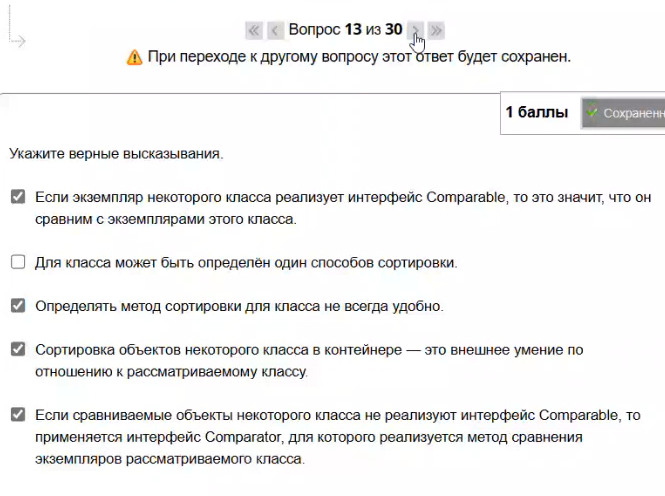 Вопрос 13 из 30
При переходе к другому вопросу этот ответ будет сохранен.
1 баллы
Укажите верные высказывания.
Если экземпляр некоторого класса реализует интерфейс Comparable, то это значит, что он
сравним с экземплярами этого класса.
Для класса может быть определён один способов сортировки.
Определять метод сортировки для класса не всегда удобно.
Сортировка объектов некоторого класса в контейнере — это внешнее умение по
отношению к рассматриваемому классу.
Если сравниваемые объекты некоторого класса не реализуют интерфейс Comparable, то
применяется интерфейс Comparator, для которого реализуется метод сравнения
экземпляров рассматриваемого класса.